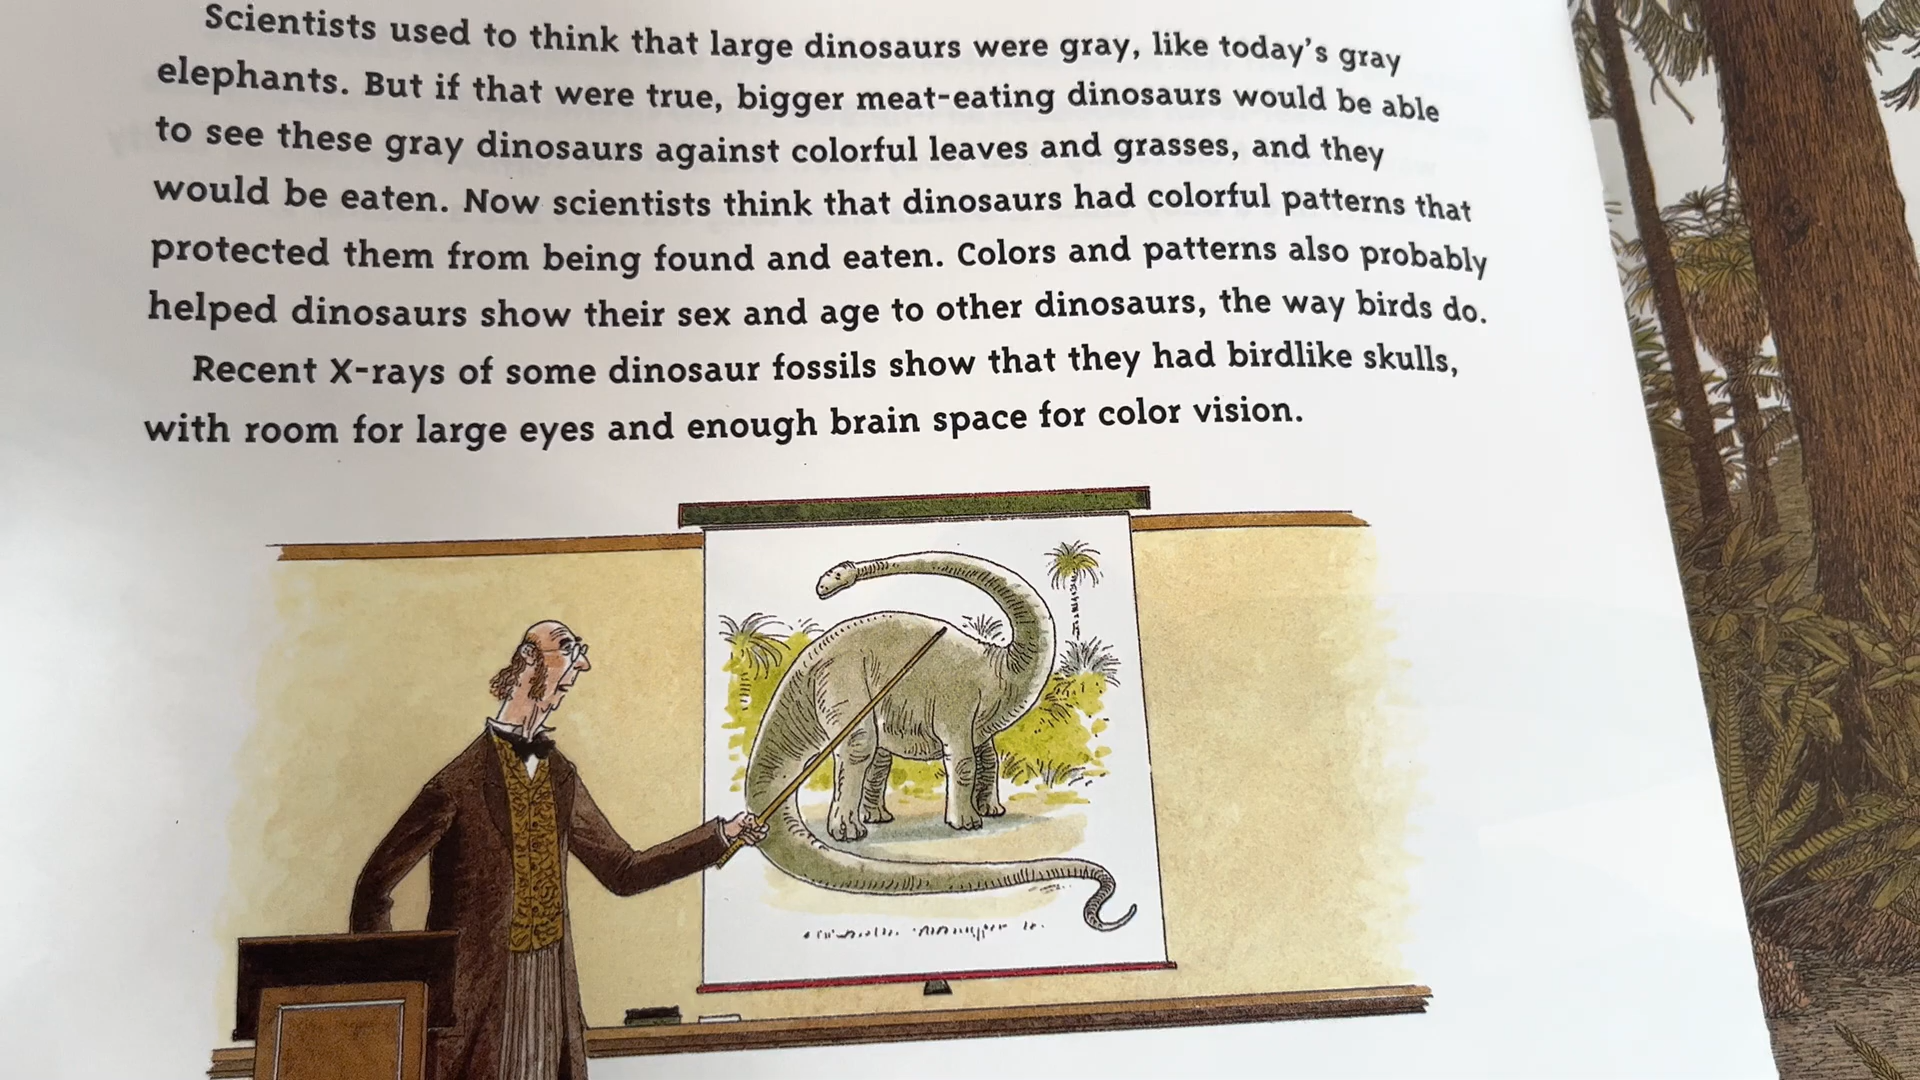 Scientists used to think that large dinosaurs were gray, like today's gray
elephants. But if that were true, bigger meat-eating dinosaurs would be able
to see these gray dinosaurs against colorful leaves and grasses, and they
would be eaten. Now scientists think that dinosaurs had colorful patterns that
protected them from being found and eaten. Colors and patterns also probably
helped dinosaurs show their sex and age to other dinosaurs, the way birds do.
Recent X-rays of some dinosaur fossils show that they had birdlike skulls,
with room for large eyes and enough brain space for color vision.